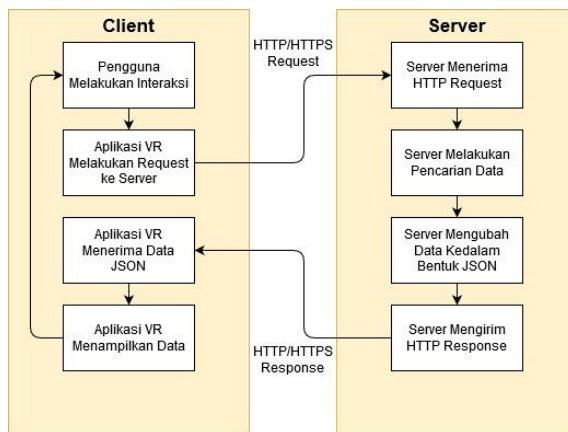 Client
Server
HTTP/HTTPS
Request
Pengguna
Melakukan Interaksi
Server Menerima
HTTP Request
Aplikasi VR
Melakukan Request
ke Server
Server Melakukan
Pencarian Data
Aplikasi VR
Menerima Data
JSON
Server Mengubah
Data Kedalam
Bentuk JSON
Aplikasi VR
Menampilkan Data
Server Mengirim
HTTP Response
HTTP/HTTPS
Response